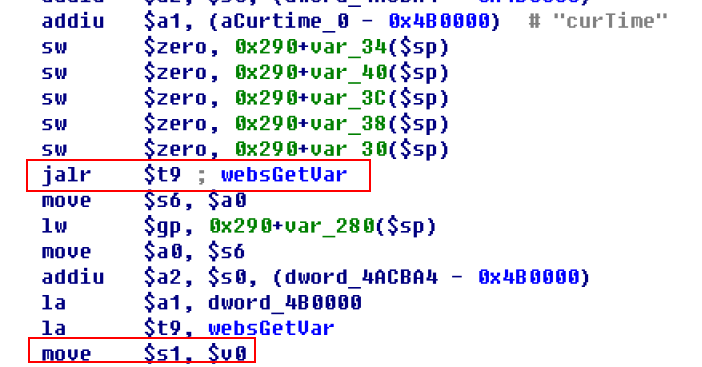 addiu $a1, (aCurtime_0 - 0x4B0000) # "curTime"
sw $zero, 0x290+var_34($sp)
sw $zero, 0x290+var_40($sp)
sw $zero, 0x290+var_3C($sp)
sw $zero, 0x290+var_38($sp)
sw $zero, 0x290+var_30($sp)
jalr $t9 ; websGetVar
move $s6, $a0
lw $gp, 0x290+var_280($sp)
move $a0, $s6
addiu $a2, $s0, (dword_4ACBA4 - 0x4B0000)
la $a1, dword_4B0000
la $t9, websGetVar
move $s1, $v0